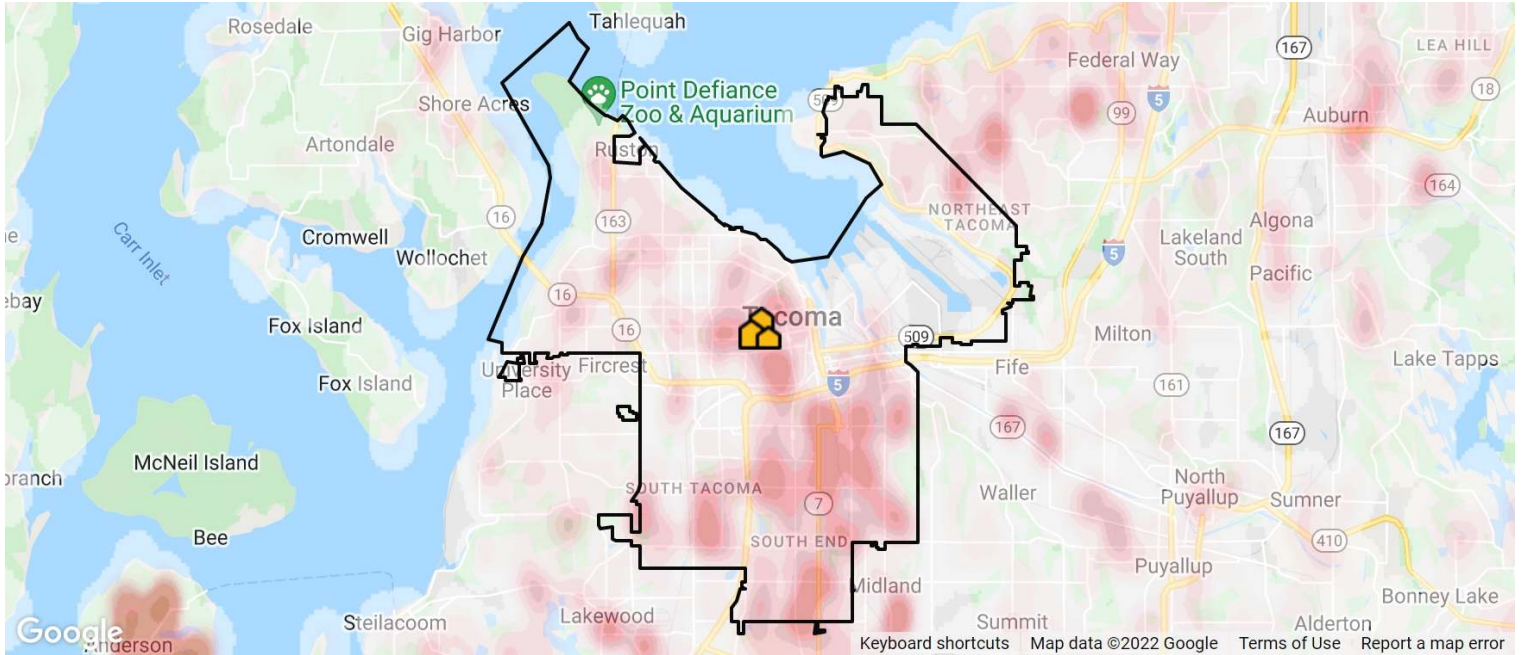 Tahlequah
Rosedale
Gig Harbor
167
LEA HILL
Federal Way
Point Defiance
Zoo & Aquarium
5
18
Shore Acres
509
99
Auburn
Artondale
Ruston
164
16
163
NORTHEAST
TACOMA
Algona
Cromwell
Lakeland
South
Carr Inlet
Wollochet
5
Pacific
16
Fox Island
Tacoma
16
509
Milton
Lake Tapps
University
Place
Fircrest
Fife
Fox Island
5
161
167
167
McNeil Island
North
Puyallup
SOUTH TACOMA
Waller
Sumner
7
Bee
SOUTH END
410
Puyallup
Midland
Bonney Lake
Steilacoom
Lakewood
Summit
Alderton
Google
Anderson
Keyboard shortcuts Map data ©2022 Google Terms of Use Report a map error